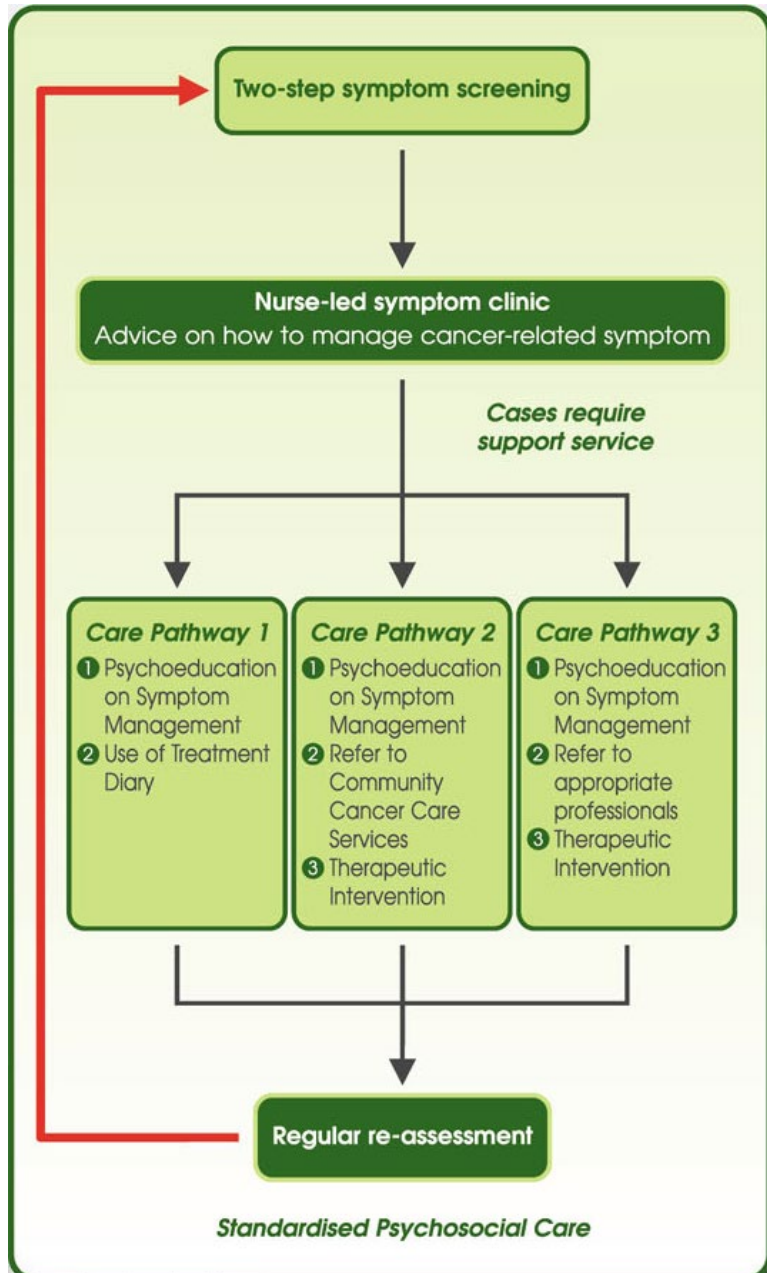 Two-step symptom screening
Nurse-led symptom clinic
Advice on how to manage cancer-related symptom
Cases require
support service
Care Pathway 1
1 Psychoeducation
on Symptom
Management
2 Use of Treatment
Diary
Care Pathway 2
1 Psychoeducation
on Symptom
Management
2 Refer to
Community
Cancer Care
Services
3 Therapeutic
Intervention
Care Pathway 3
1 Psychoeducation
on Symptom
Management
2 Refer to
appropriate
professionals
3 Therapeutic
Intervention
Regular re-assessment
Standardised Psychosocial Care